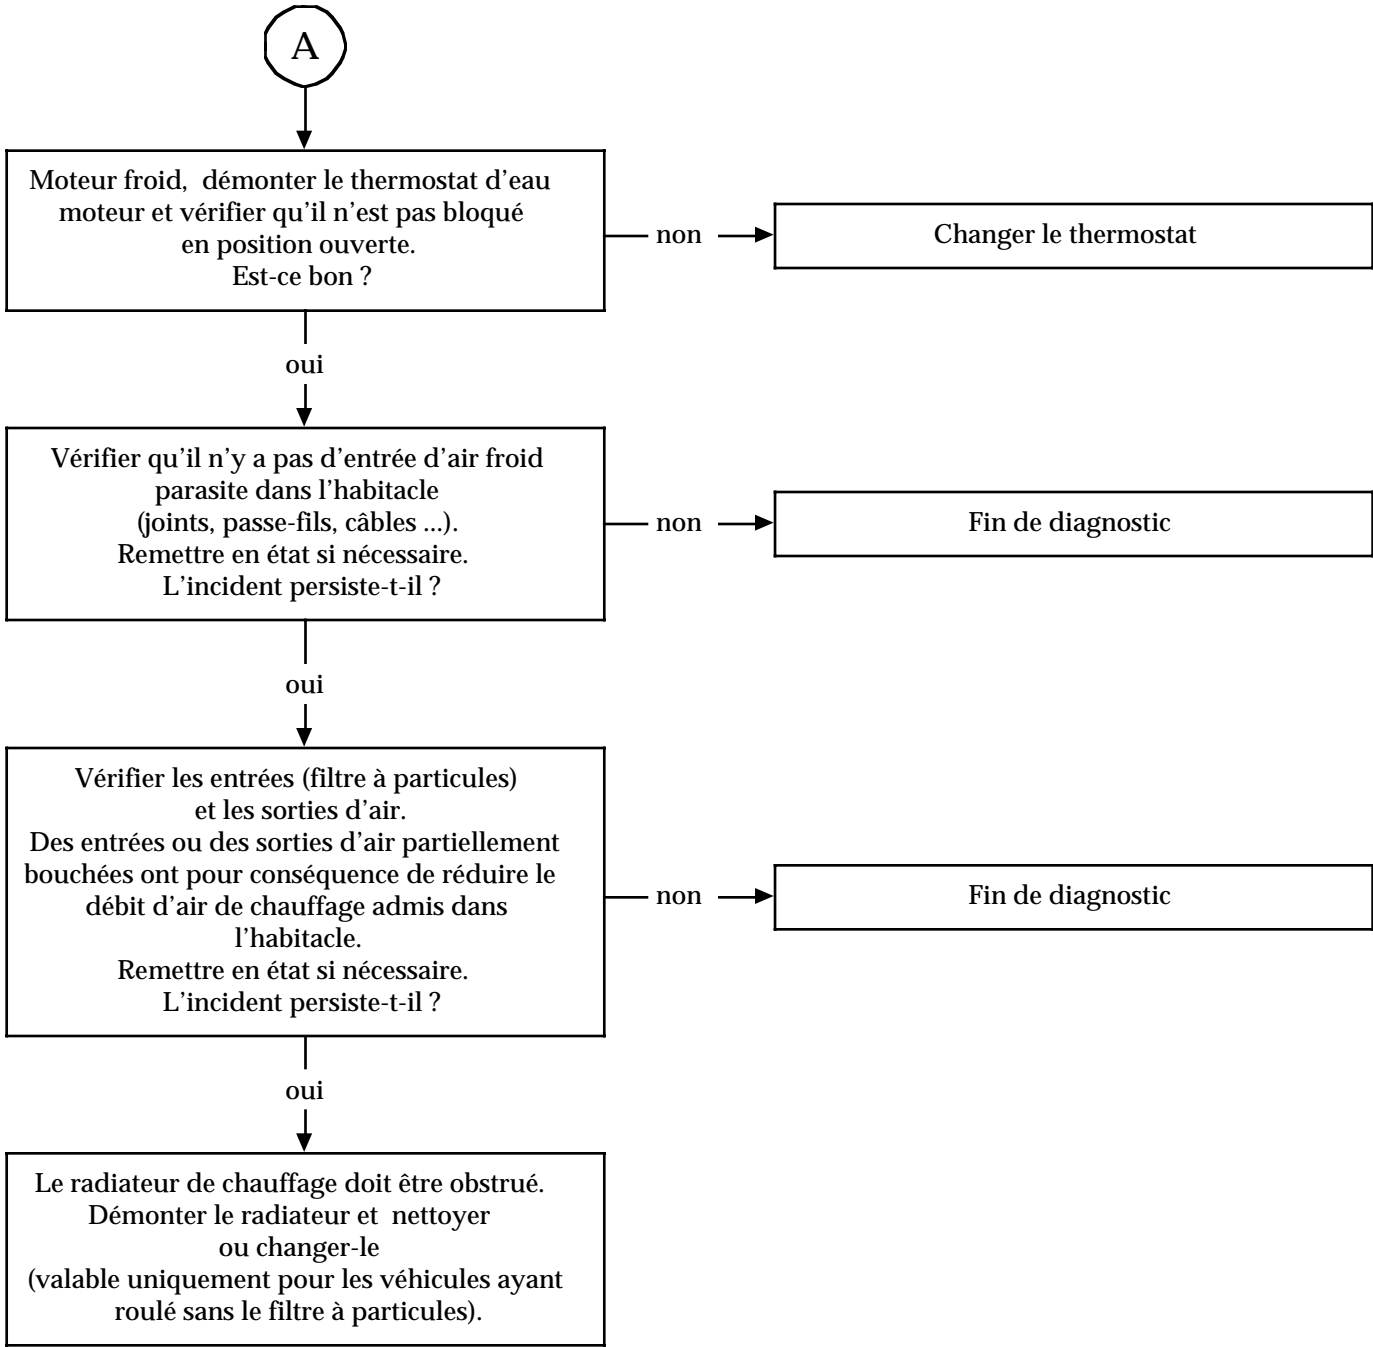 A
Moteur froid, démonter le thermostat d'eau
moteur et vérifier qu'il n'est pas bloqué
en position ouverte.
Est-ce bon ?
non
Changer le thermostat
oui
Vérifier qu'il n'y a pas d'entrée d'air froid
parasite dans l'habitacle
(joints, passe-fils, câbles ...).
Remettre en état si nécessaire.
L'incident persiste-t-il ?
non
Fin de diagnostic
oui
Vérifier les entrées (filtre à particules)
et les sorties d'air.
Des entrées ou des sorties d'air partiellement
bouchées ont pour conséquence de réduire le
débit d'air de chauffage admis dans
l'habitacle.
Remettre en état si nécessaire.
L'incident persiste-t-il ?
non
Fin de diagnostic
oui
Le radiateur de chauffage doit être obstrué.
Démonter le radiateur et nettoyer
ou changer-le
(valable uniquement pour les véhicules ayant
roulé sans le filtre à particules).